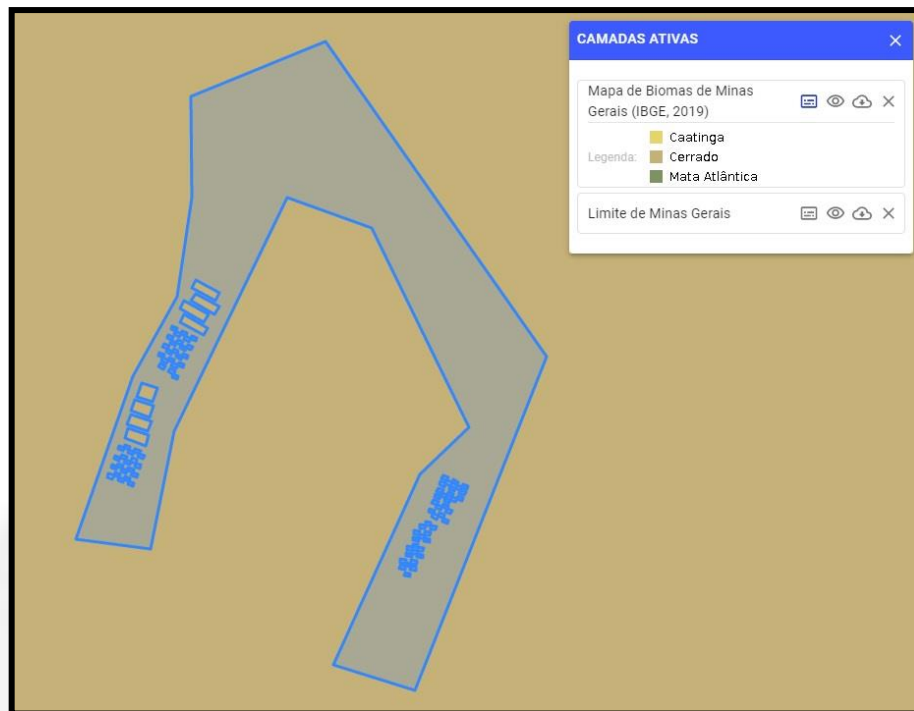 CAMADAS ATIVAS
Mapa de Biomas de Minas
Gerais (IBGE, 2019)
Legenda:
Caatinga
Cerrado
Mata Atlântica
Limite de Minas Gerais